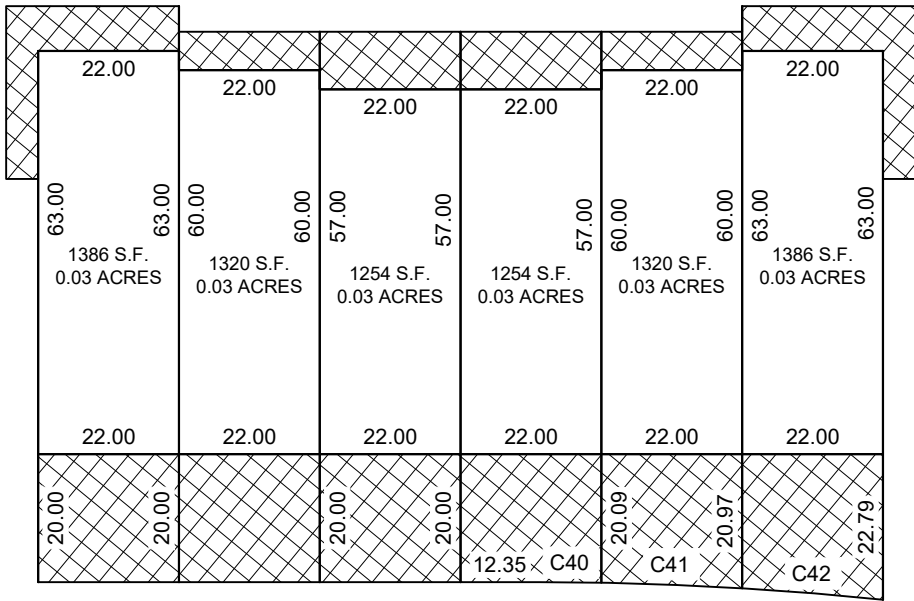 22.00
22.00
22.00
22.00
22.00
22.00
63.00
63.00
60.00
60.00
57.00
57.00
57.00
60.00
60.00
63.00
63.00
1386 S.F.
0.03 ACRES
1320 S.F.
0.03 ACRES
1254 S.F.
0.03 ACRES
1254 S.F.
0.03 ACRES
1320 S.F.
0.03 ACRES
1386 S.F.
0.03 ACRES
22.00
22.00
22.00
22.00
22.00
22.00
20.00
20.00
20.00
20.00
20.09
20.97
22.79
12.35
C40
C41
C42